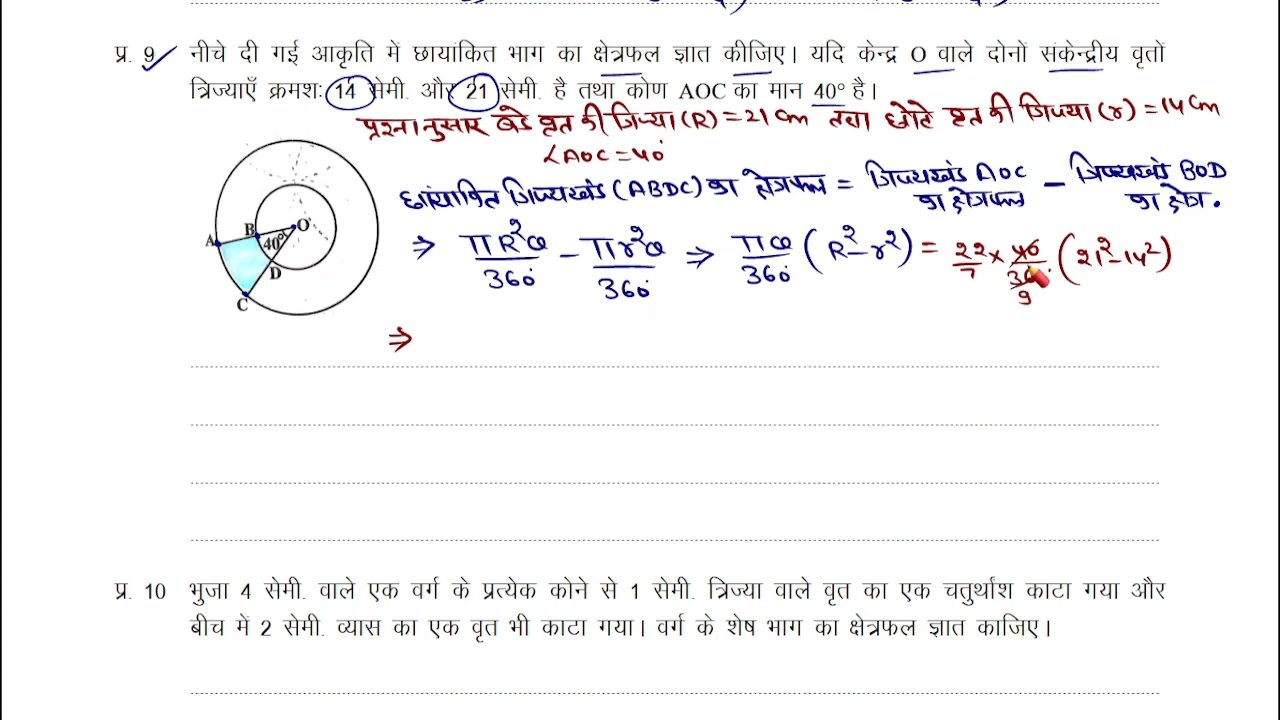 प्र. 9 नीचे दी गई आकृति में छायांकित भाग का क्षेत्रफल ज्ञात कीजिए। यदि केन्द्र O वाले दोनों संकेन्द्रीय वृतों
त्रिज्याएँ क्रमशः 14 सेमी. और 21 सेमी. है तथा कोण AOC का मान 40° है।
प्रश्नानुसार बडे वृत की त्रिज्या (R) = 21 cm तथा छोटे वृत की त्रिज्या (r) = 14 cm
∠AOC = 40°
छायांकित त्रिज्यखंड (ABDC) का क्षेत्रफल = त्रिज्यखंड AOC का क्षेत्रफल − त्रिज्यखंड BOD का क्षेत्र.
⇒ πR²θ/360° − πr²θ/360° ⇒ πθ/360° (R² − r²) = 22/7 × 40/360 (21² − 14²)
9
A B O
40°
D
C
⇒
प्र. 10 भुजा 4 सेमी. वाले एक वर्ग के प्रत्येक कोने से 1 सेमी. त्रिज्या वाले वृत का एक चतुर्थांश काटा गया और
बीच में 2 सेमी. व्यास का एक वृत भी काटा गया। वर्ग के शेष भाग का क्षेत्रफल ज्ञात काजिए।